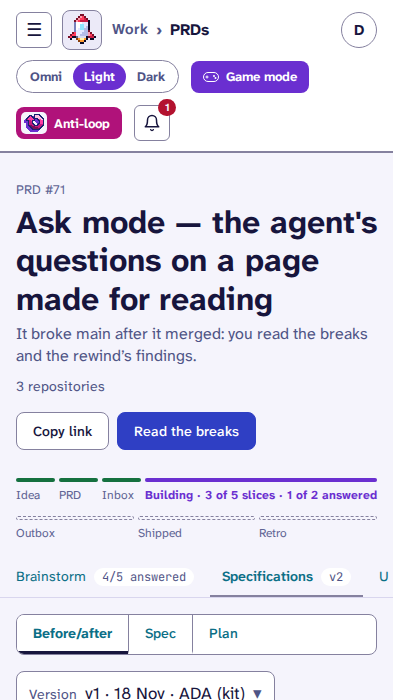 ☰ Work › PRDs D
Omni Light Dark Game mode
Anti-loop 1
PRD #71
Ask mode — the agent's
questions on a page
made for reading
It broke main after it merged: you read the breaks
and the rewind's findings.
3 repositories
Copy link Read the breaks
Idea PRD Inbox Building · 3 of 5 slices · 1 of 2 answered
Outbox Shipped Retro
Brainstorm 4/5 answered Specifications v2 U
Before/after Spec Plan
Version v1 · 18 Nov · ADA (kit) ▼